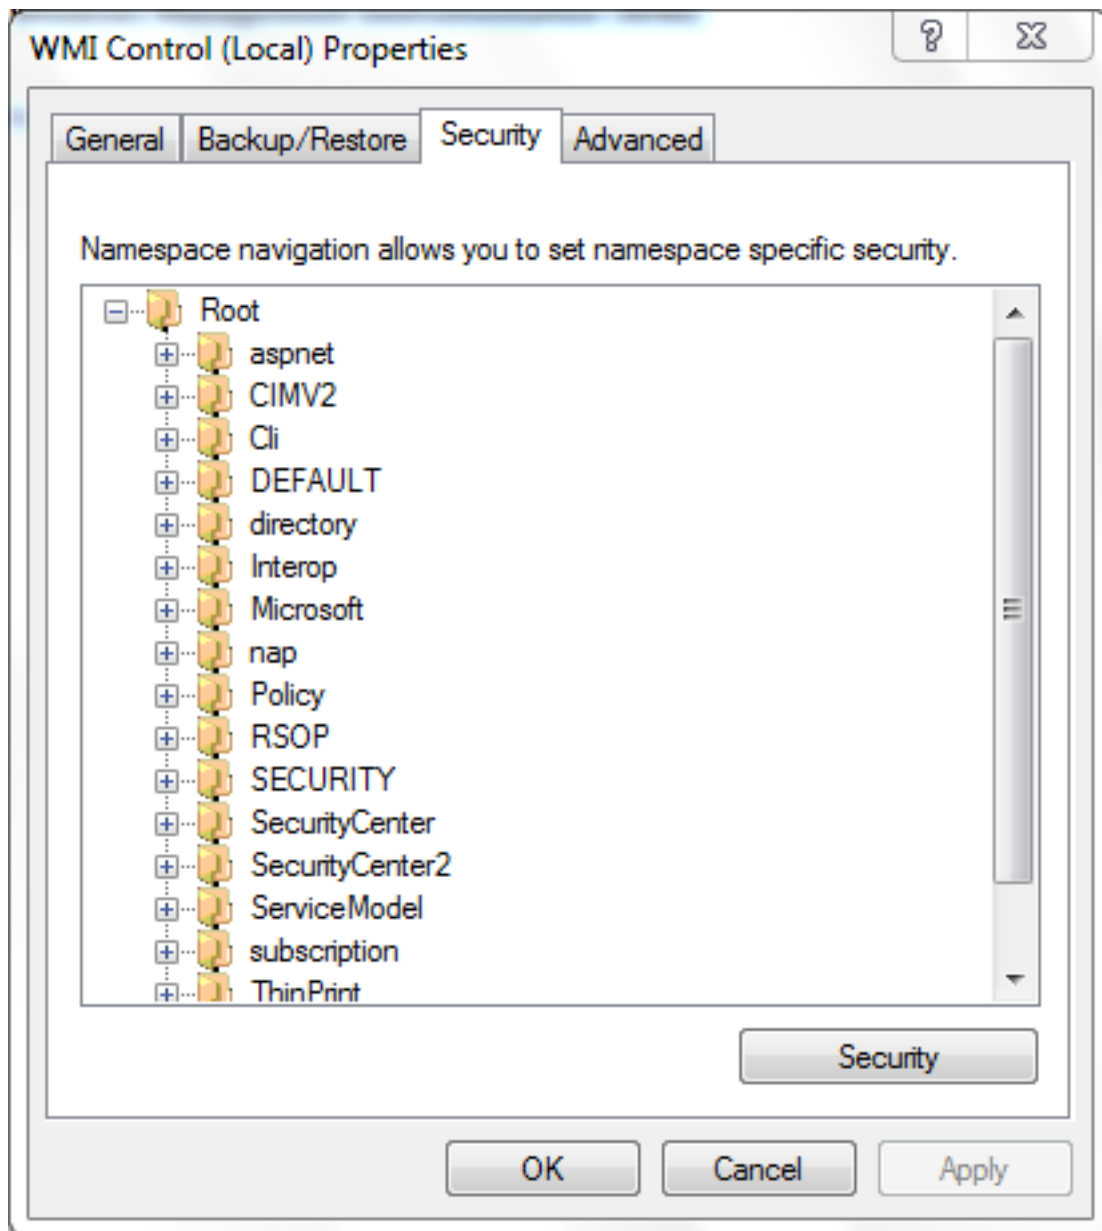 WMI Control (Local) Properties
General Backup/Restore Security Advanced
Namespace navigation allows you to set namespace specific security.
Root
aspnet
CIMV2
Cli
DEFAULT
directory
Interop
Microsoft
nap
Policy
RSOP
SECURITY
SecurityCenter
SecurityCenter2
ServiceModel
subscription
ThinPrint
Security
OK Cancel Apply